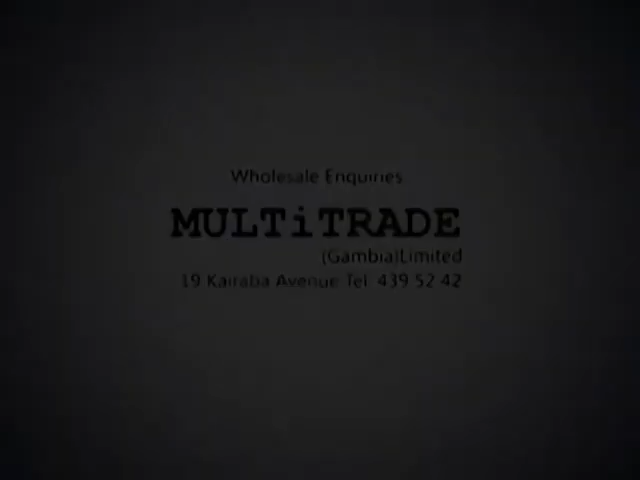 Wholesale Enquiries
MULTiTRADE
(Gambia)Limited
19 Kairaba Avenue Tel: 439 52 42